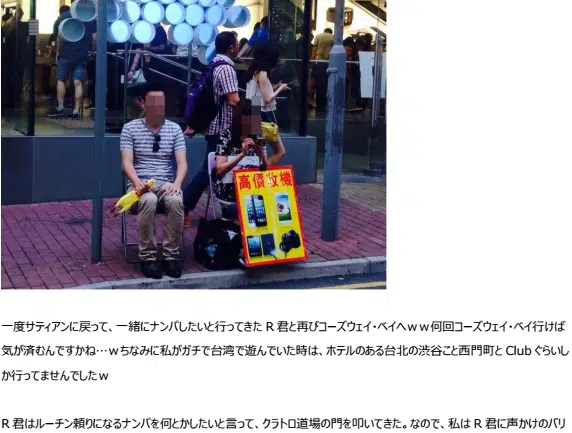 高價收機
一度サティアンに戻って、一緒にナンパしたいと行ってきた R 君と再びコーズウェイ・ベイへｗｗ何回コーズウェイ・ベイ行けば
気が済むんですかね…ｗちなみに私がガチで台湾で遊んでいた時は、ホテルのある台北の渋谷こと西門町と Club ぐらいし
か行ってませんでしたｗ
R 君はルーチン頼りになるナンパを何とかしたいと言って、クラトロ道場の門を叩いてきた。なので、私は R 君に声かけのバリ